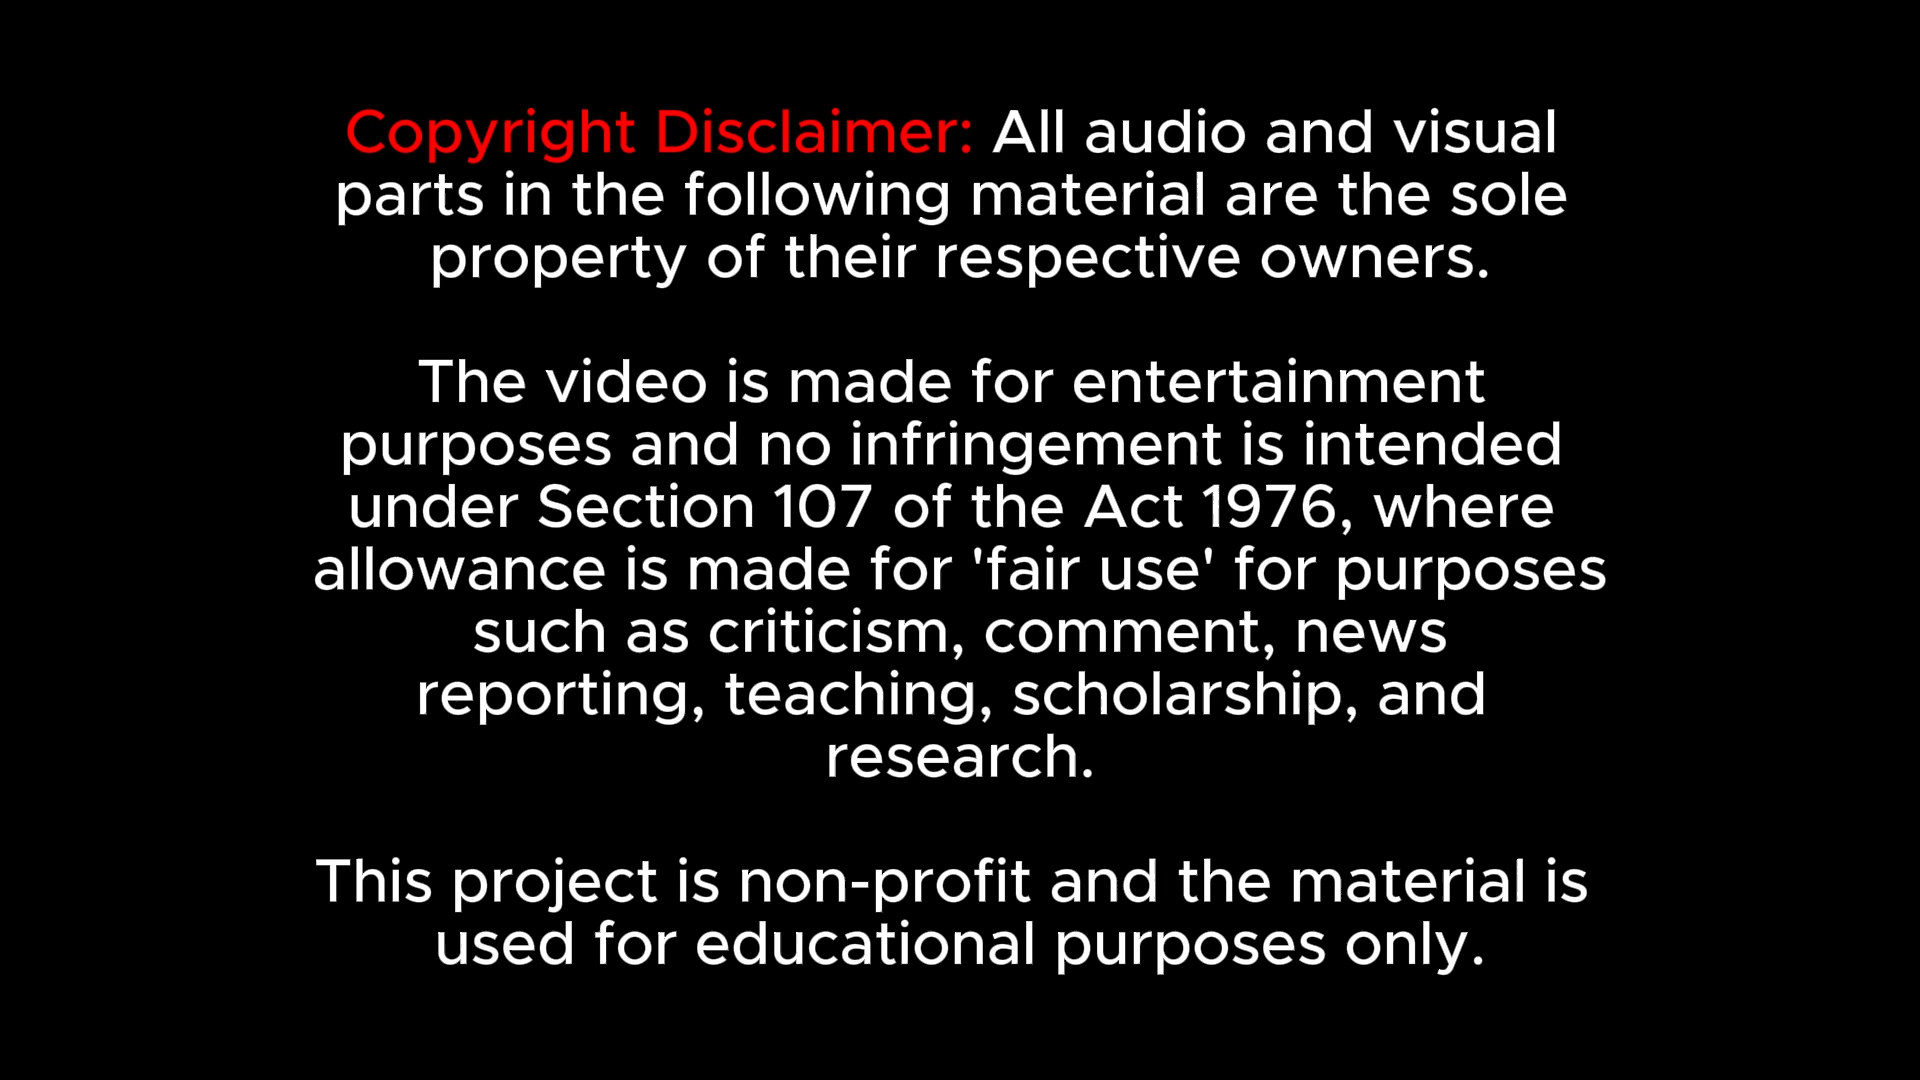 Copyright Disclaimer: All audio and visual
parts in the following material are the sole
property of their respective owners.
The video is made for entertainment
purposes and no infringement is intended
under Section 107 of the Act 1976, where
allowance is made for 'fair use' for purposes
such as criticism, comment, news
reporting, teaching, scholarship, and
research.
This project is non-profit and the material is
used for educational purposes only.